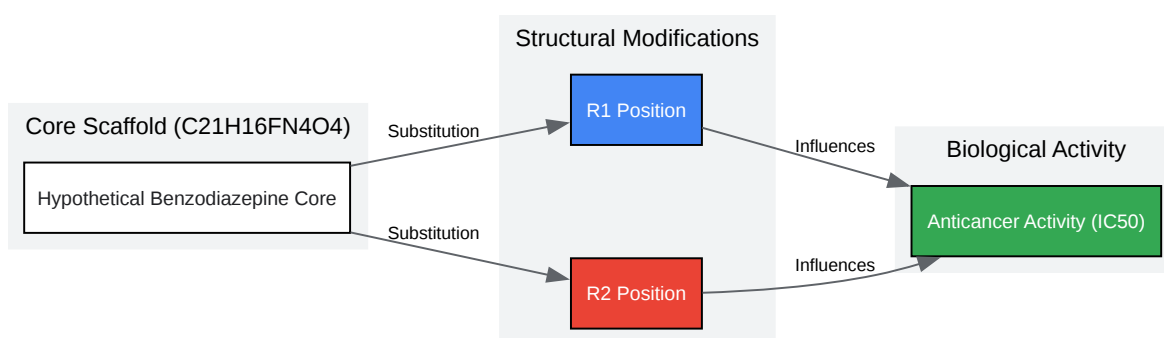 Structural Modifications
Core Scaffold (C21H16FN4O4)
Hypothetical Benzodiazepine Core
Substitution
Substitution
R1 Position
R2 Position
Influences
Influences
Biological Activity
Anticancer Activity (IC50)